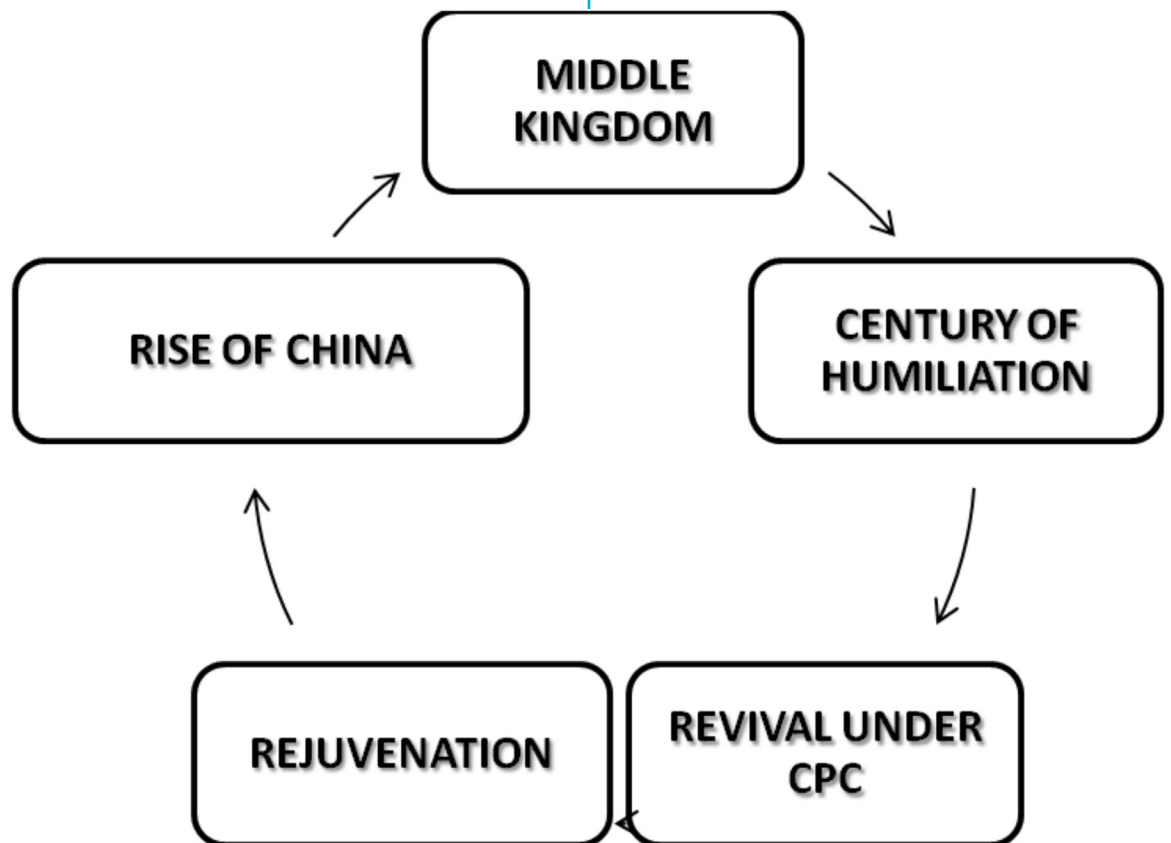 MIDDLE
KINGDOM
CENTURY OF
HUMILIATION
REVIVAL UNDER
CPC
REJUVENATION
RISE OF CHINA